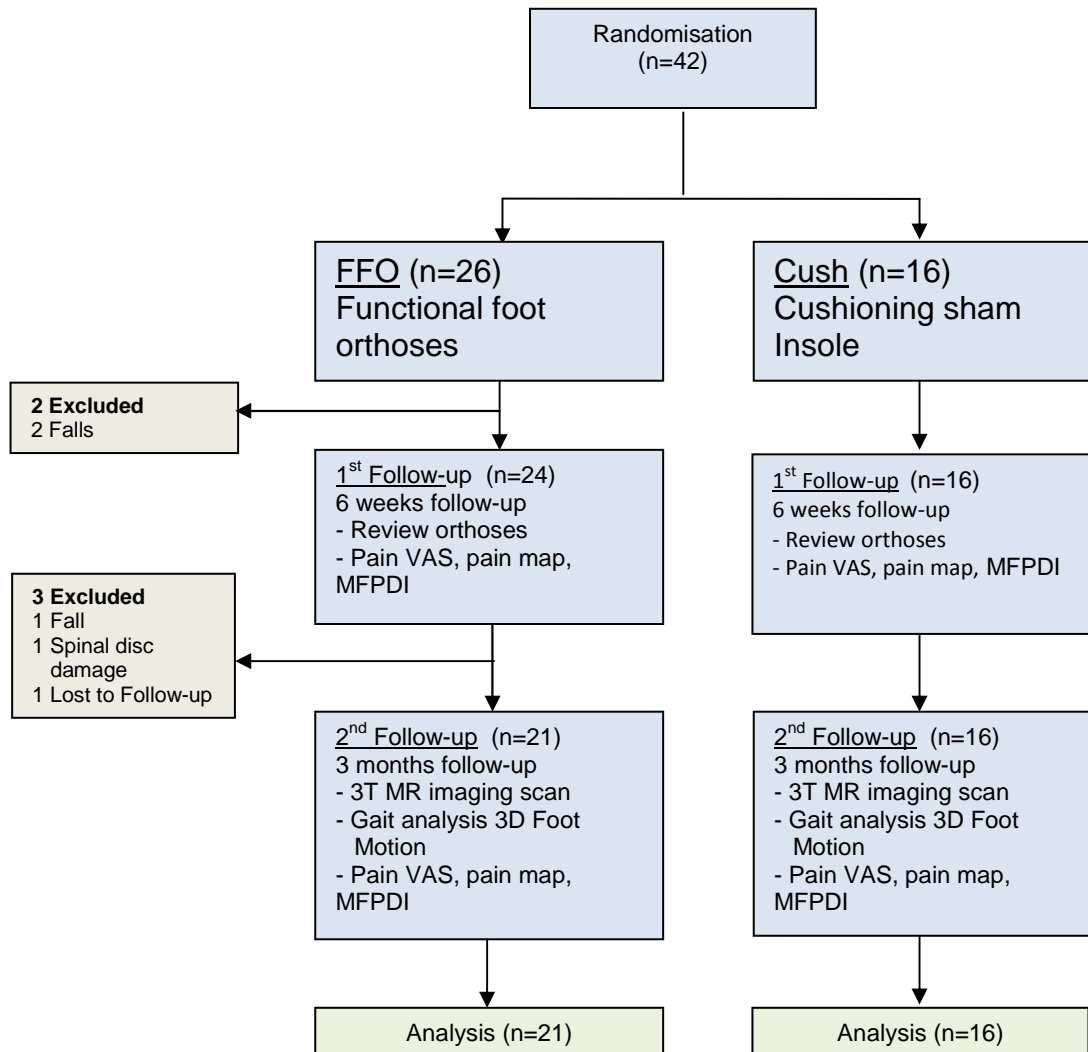 Randomisation
(n=42)
FFO (n=26)
Functional foot
orthoses
Cush (n=16)
Cushioning sham
Insole
2 Excluded
2 Falls
1st Follow-up (n=24)
6 weeks follow-up
- Review orthoses
- Pain VAS, pain map,
MFPDI
1st Follow-up (n=16)
6 weeks follow-up
- Review orthoses
- Pain VAS, pain map, MFPDI
3 Excluded
1 Fall
1 Spinal disc
damage
1 Lost to Follow-up
2nd Follow-up (n=21)
3 months follow-up
- 3T MR imaging scan
- Gait analysis 3D Foot
Motion
- Pain VAS, pain map,
MFPDI
2nd Follow-up (n=16)
3 months follow-up
- 3T MR imaging scan
- Gait analysis 3D Foot
Motion
- Pain VAS, pain map,
MFPDI
Analysis (n=21)
Analysis (n=16)